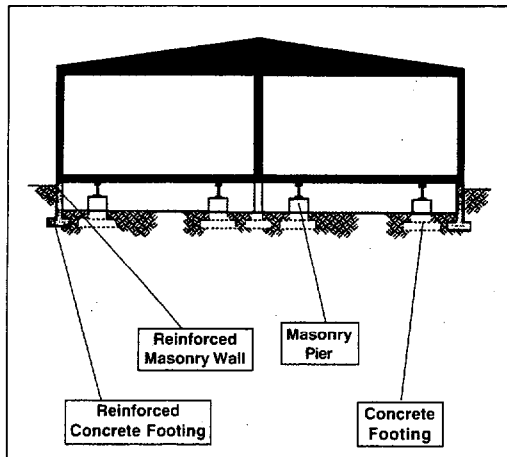 Reinforced
Masonry Wall
Masonry
Pier
Reinforced
Concrete Footing
Concrete
Footing